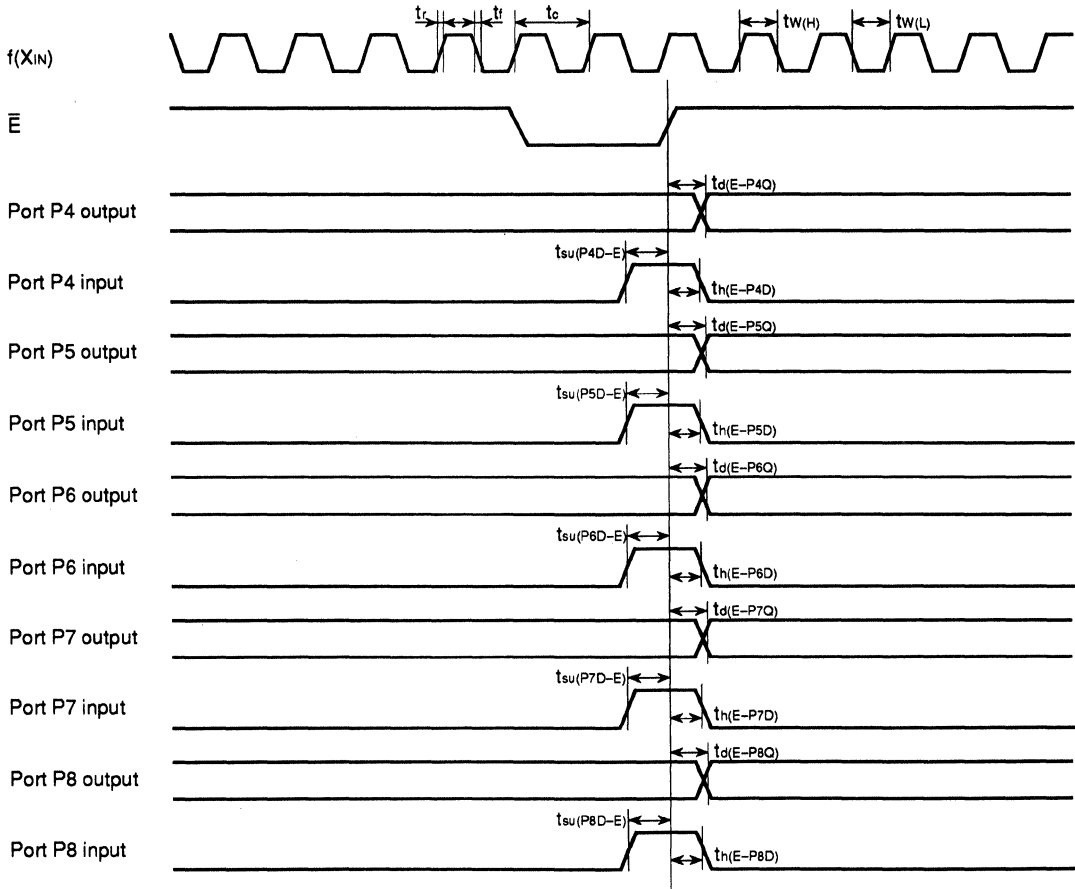 tr tf tc tW(H) tW(L)
f(XIN)
E̅
td(E–P4Q)
Port P4 output
tsu(P4D–E)
Port P4 input
th(E–P4D)
td(E–P5Q)
Port P5 output
tsu(P5D–E)
Port P5 input
th(E–P5D)
td(E–P6Q)
Port P6 output
tsu(P6D–E)
Port P6 input
th(E–P6D)
td(E–P7Q)
Port P7 output
tsu(P7D–E)
Port P7 input
th(E–P7D)
td(E–P8Q)
Port P8 output
tsu(P8D–E)
Port P8 input
th(E–P8D)